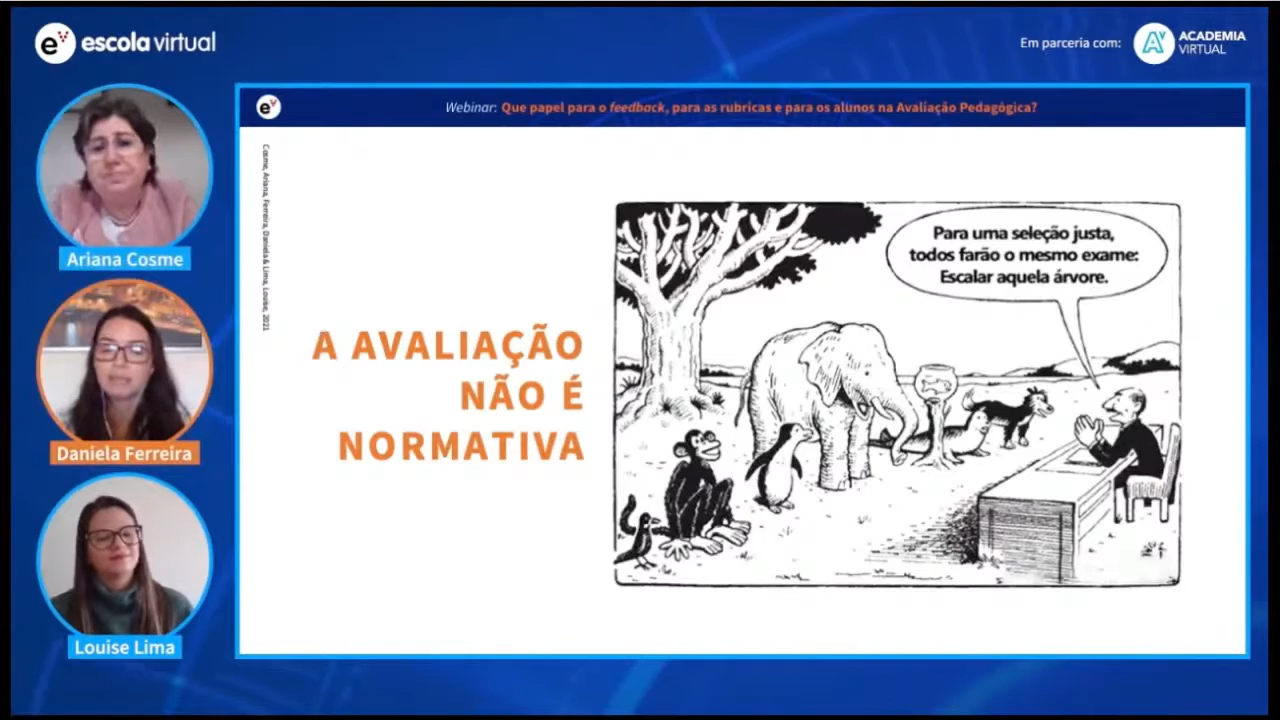 escola virtual
Em parceria com:
ACADEMIA
VIRTUAL
Webinar: Que papel para o feedback, para as rubricas e para os alunos na Avaliação Pedagógica?
Cosme, Ariana, Ferreira, Daniela & Lima, Louise, 2021
Ariana Cosme
Daniela Ferreira
Louise Lima
A AVALIAÇÃO
NÃO É
NORMATIVA
Para uma seleção justa,
todos farão o mesmo exame:
Escalar aquela árvore.